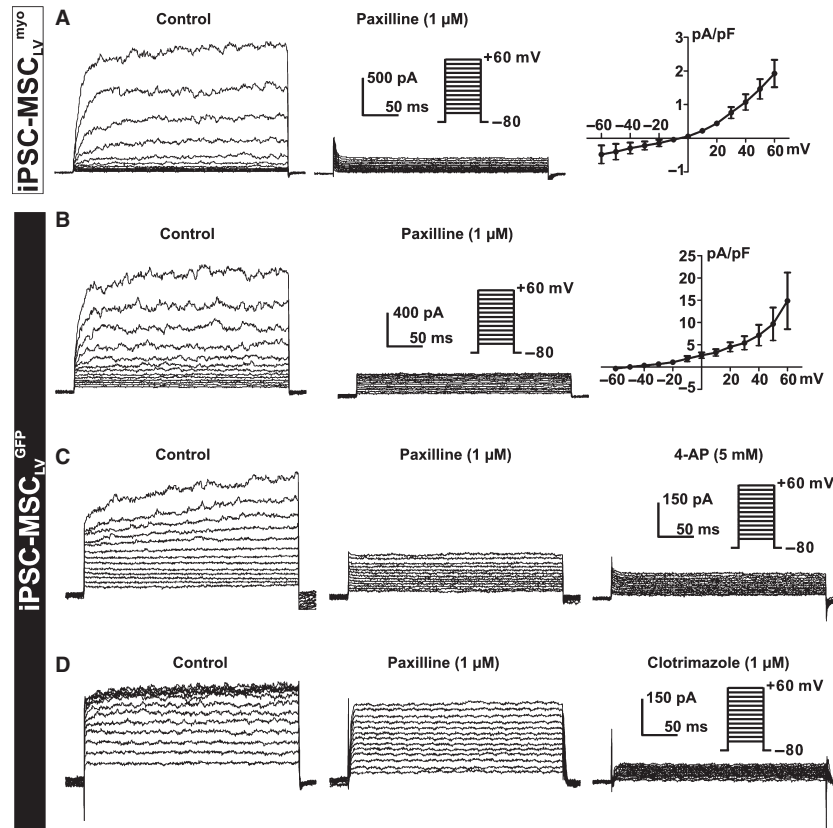 A
Control
Paxilline (1 µM)
iPSC-MSC LV myo
+60 mV
500 pA
50 ms
−80
pA/pF
3
2
1
−60 −40 −20
20 40 60 mV
−1
B
Control
Paxilline (1 µM)
+60 mV
400 pA
50 ms
−80
pA/pF
25
20
15
10
5
−60 −40 −20 20 40 60 mV
−5
iPSC-MSC LV GFP
C
Control
Paxilline (1 µM)
4-AP (5 mM)
+60 mV
150 pA
50 ms
−80
D
Control
Paxilline (1 µM)
Clotrimazole (1 µM)
+60 mV
150 pA
50 ms
−80